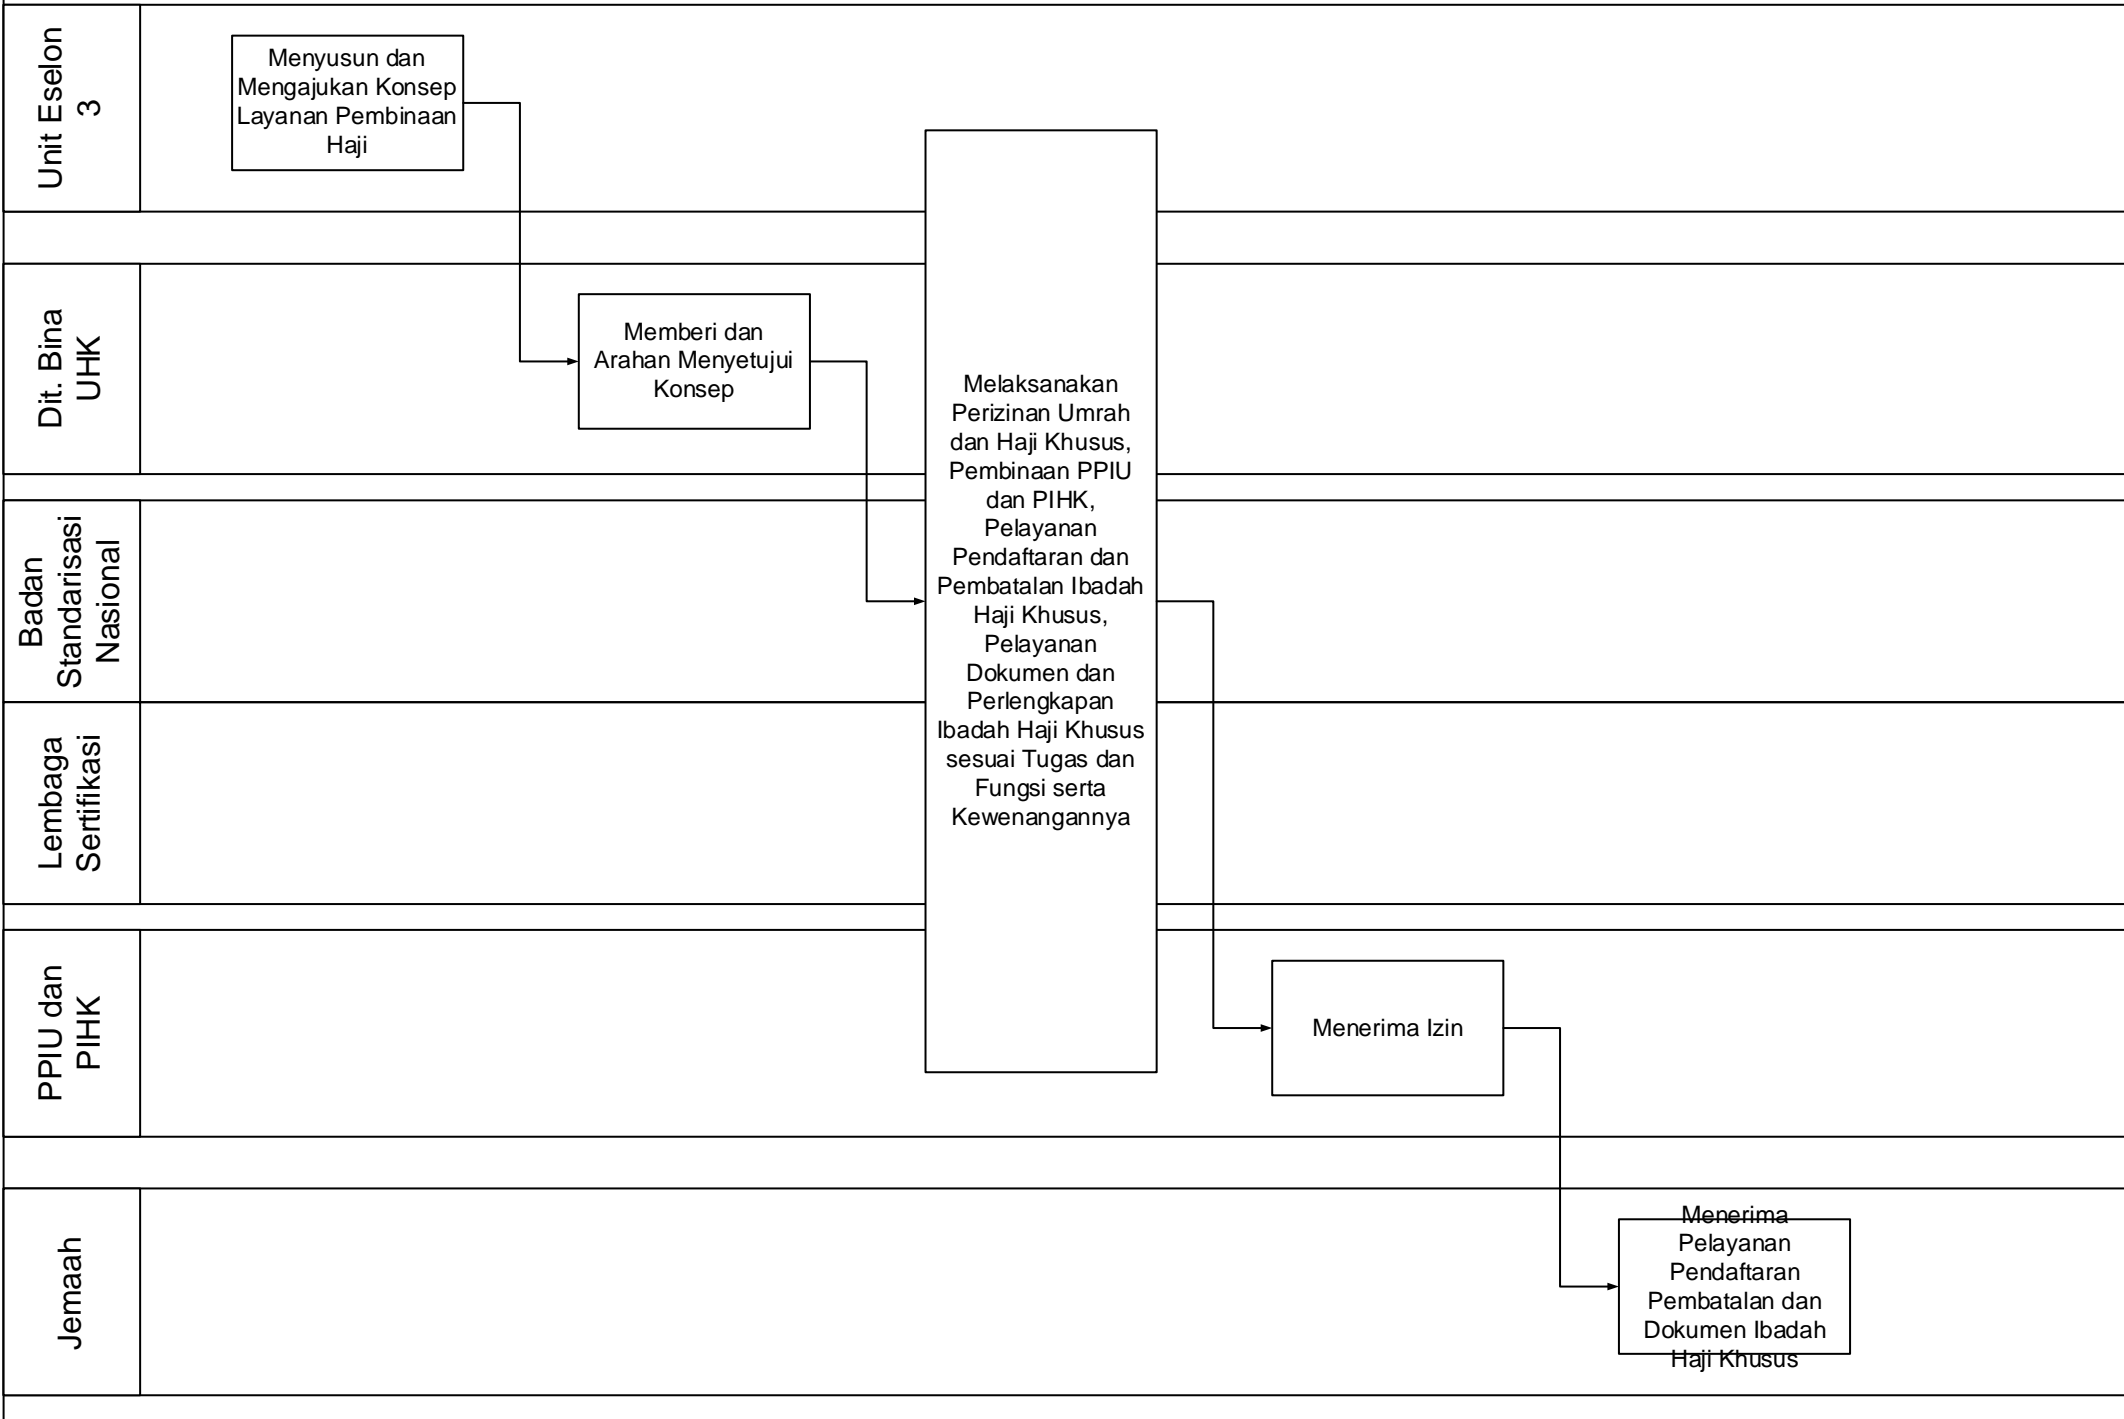 Unit Eselon
3
Menyusun dan
Mengajukan Konsep
Layanan Pembinaan
Haji
Dit. Bina
UHK
Memberi dan
Arahan Menyetujui
Konsep
Melaksanakan
Perizinan Umrah
dan Haji Khusus,
Pembinaan PPIU
dan PIHK,
Pelayanan
Pendaftaran dan
Pembatalan Ibadah
Haji Khusus,
Pelayanan
Dokumen dan
Perlengkapan
Ibadah Haji Khusus
sesuai Tugas dan
Fungsi serta
Kewenangannya
Badan
Standarisasi
Nasional
Lembaga
Sertifikasi
PPIU dan
PIHK
Menerima Izin
Jemaah
Menerima
Pelayanan
Pendaftaran
Pembatalan dan
Dokumen Ibadah
Haji Khusus